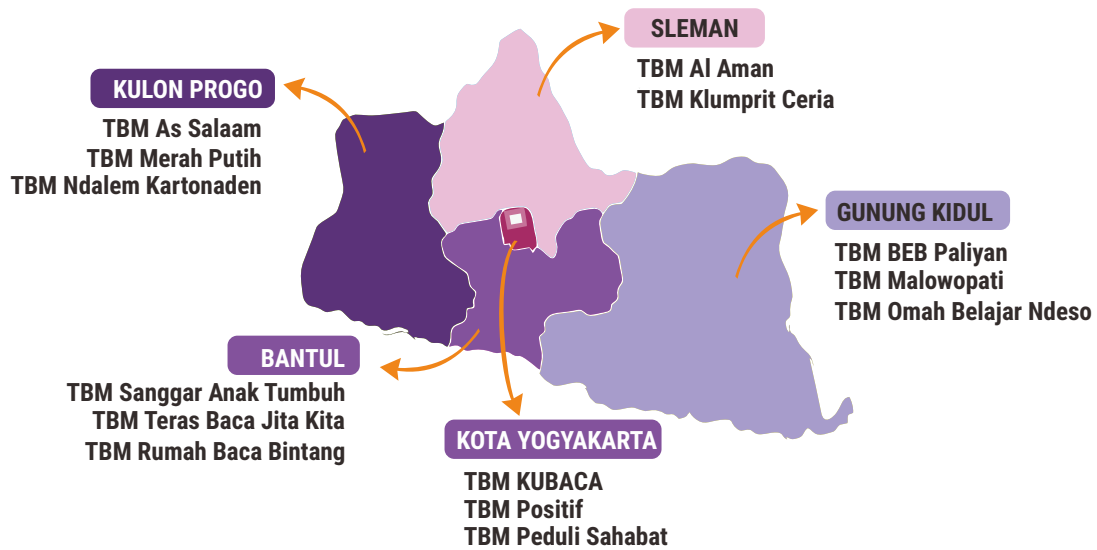 SLEMAN
TBM Al Aman
TBM Klumprit Ceria
KULON PROGO
TBM As Salaam
TBM Merah Putih
TBM Ndalem Kartonaden
GUNUNG KIDUL
TBM BEB Paliyan
TBM Malowopati
TBM Omah Belajar Ndeso
BANTUL
TBM Sanggar Anak Tumbuh
TBM Teras Baca Jita Kita
TBM Rumah Baca Bintang
KOTA YOGYAKARTA
TBM KUBACA
TBM Positif
TBM Peduli Sahabat